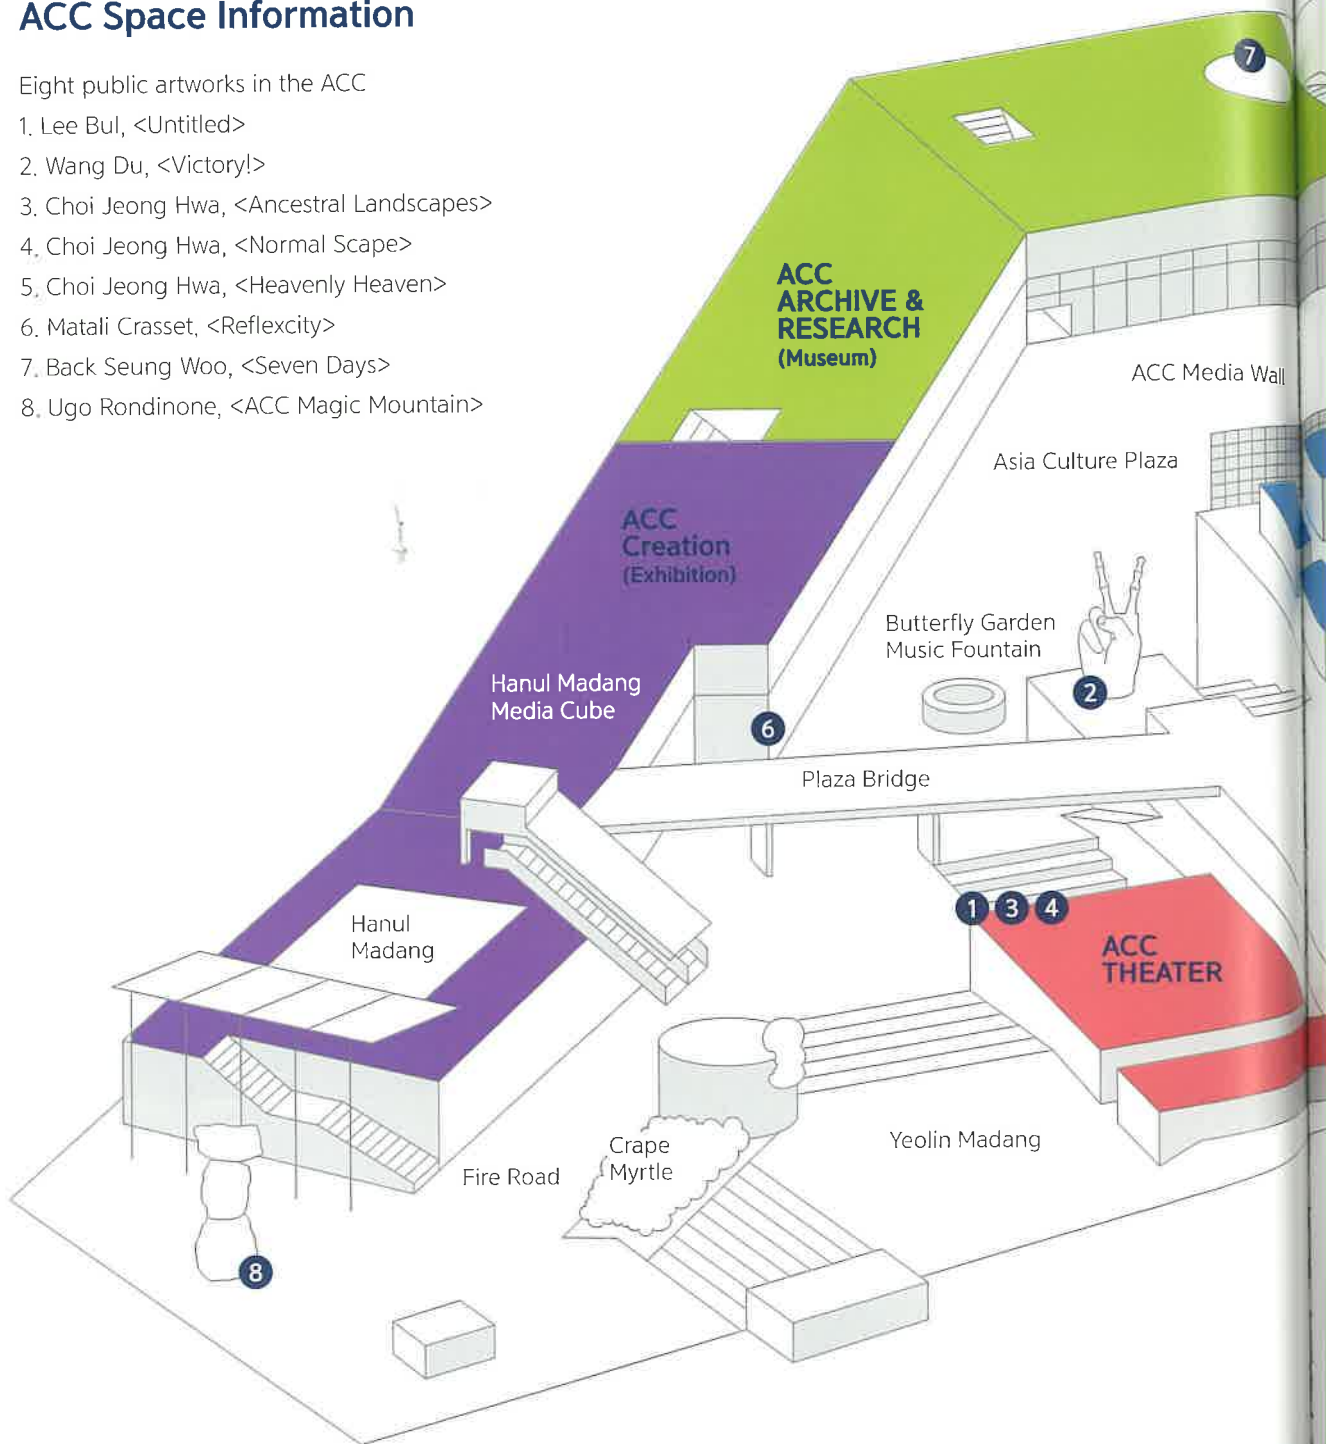 ACC Space Information
Eight public artworks in the ACC
1. Lee Bul, <Untitled>
2. Wang Du, <Victory!>
3. Choi Jeong Hwa, <Ancestral Landscapes>
4. Choi Jeong Hwa, <Normal Scape>
5. Choi Jeong Hwa, <Heavenly Heaven>
6. Matali Crasset, <Reflexcity>
7. Back Seung Woo, <Seven Days>
8. Ugo Rondinone, <ACC Magic Mountain>
7
ACC
ARCHIVE &
RESEARCH
(Museum)
ACC Media Wall
Asia Culture Plaza
ACC
Creation
(Exhibition)
Butterfly Garden
Music Fountain
2
Hanul Madang
Media Cube
6
Plaza Bridge
1 3 4
Hanul
Madang
ACC
THEATER
Crape
Myrtle
Yeolin Madang
Fire Road
8